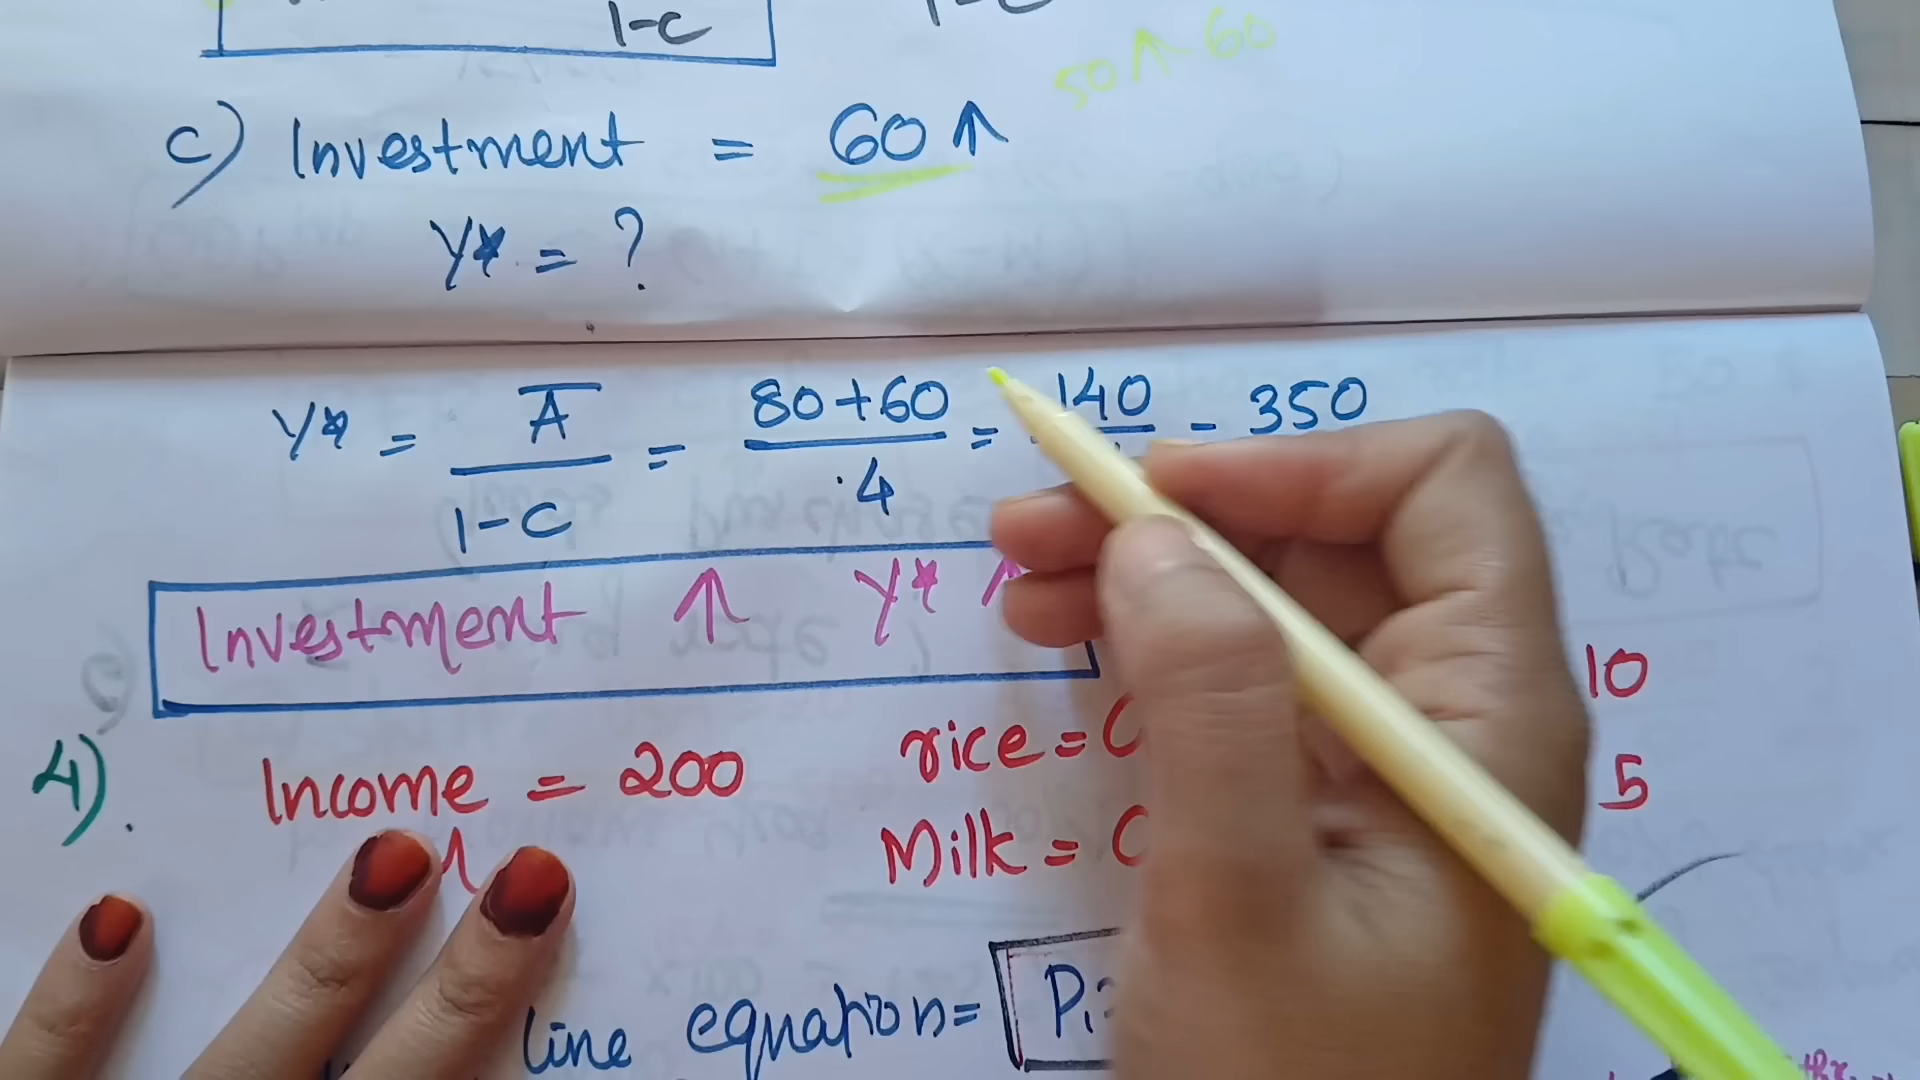 1-C
1-C
50↑ 60
c) Investment = 60↑
Y* = ?
Y* = A̅ / 1-C = 80+60 / .4 = 140 - 350
Investment ↑ Y* ↑
4). Income = 200 rice = 10
Milk = 5
line equation =